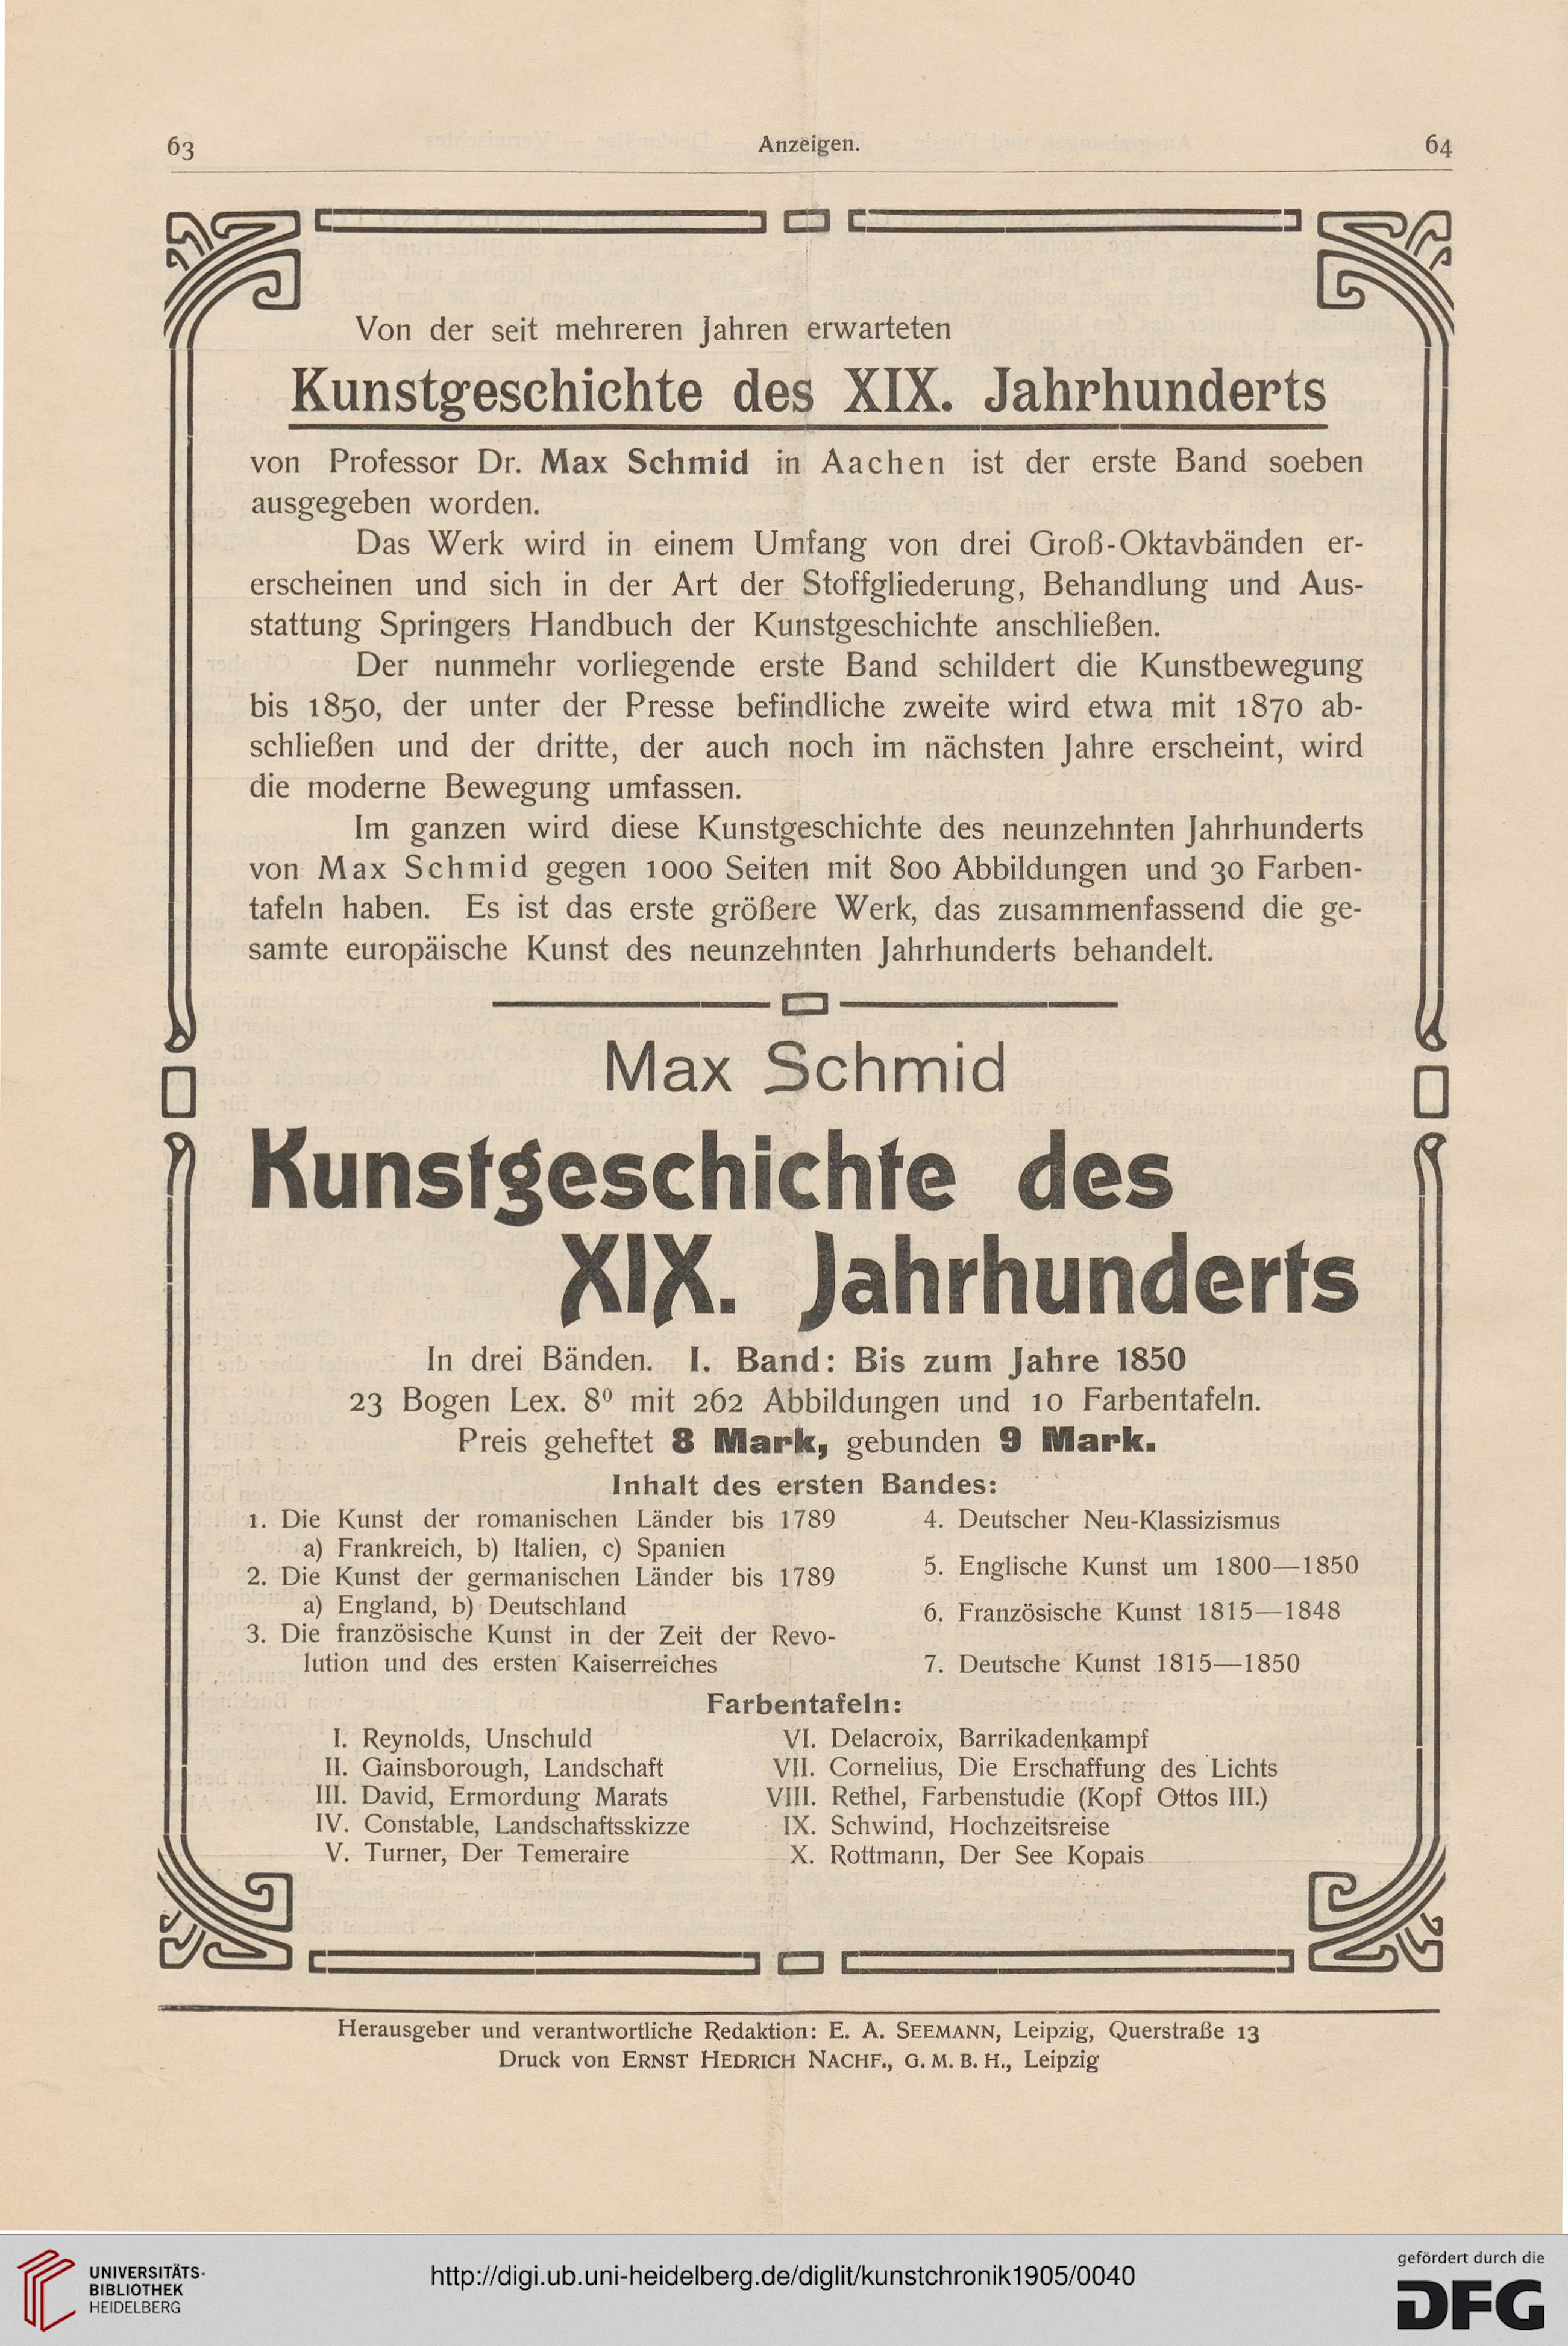 63
Anzeigen.
64
Von der seit mehreren Jahren erwarteten
Kunstgeschichte des XIX. Jahrhunderts
von Professor Dr. Max Schmid in Aachen ist der erste Band soeben
ausgegeben worden.
Das Werk wird in einem Umfang von drei Groß-Oktavbänden er-
erscheinen und sich in der Art der Stoffgliederung, Behandlung und Aus-
stattung Springers Handbuch der Kunstgeschichte anschließen.
Der nunmehr vorliegende erste Band schildert die Kunstbewegung
bis 1850, der unter der Presse befindliche zweite wird etwa mit 1870 ab-
schließen und der dritte, der auch noch im nächsten Jahre erscheint, wird
die moderne Bewegung umfassen.
Im ganzen wird diese Kunstgeschichte des neunzehnten Jahrhunderts
von Max Schmid gegen 1000 Seiten mit 800 Abbildungen und 30 Farben-
tafeln haben. Es ist das erste größere Werk, das zusammenfassend die ge-
samte europäische Kunst des neunzehnten Jahrhunderts behandelt.
Max Schmid
Kunstgeschichte des
XIX. Jahrhunderts
In drei Bänden. I. Band: Bis zum Jahre 1850
23 Bogen Lex. 8⁰ mit 262 Abbildungen und 10 Farbentafeln.
Preis geheftet 8 Mark, gebunden 9 Mark.
Inhalt des ersten Bandes:
1. Die Kunst der romanischen Länder bis 1789
a) Frankreich, b) Italien, c) Spanien
2. Die Kunst der germanischen Länder bis 1789
a) England, b) Deutschland
3. Die französische Kunst in der Zeit der Revo-
lution und des ersten Kaiserreiches
4. Deutscher Neu-Klassizismus
5. Englische Kunst um 1800—1850
6. Französische Kunst 1815—1848
7. Deutsche Kunst 1815—1850
Farbentafeln:
I. Reynolds, Unschuld
II. Gainsborough, Landschaft
III. David, Ermordung Marats
IV. Constable, Landschaftsskizze
V. Turner, Der Temeraire
VI. Delacroix, Barrikadenkampf
VII. Cornelius, Die Erschaffung des Lichts
VIII. Rethel, Farbenstudie (Kopf Ottos III.)
IX. Schwind, Hochzeitsreise
X. Rottmann, Der See Kopais
Herausgeber und verantwortliche Redaktion: E. A. SEEMANN, Leipzig, Querstraße 13
Druck von ERNST HEDRICH NACHF., G. M. B. H., Leipzig
UNIVERSITÄTS-
BIBLIOTHEK
HEIDELBERG
http://digi.ub.uni-heidelberg.de/diglit/kunstchronik1905/0040
gefördert durch die
DFG